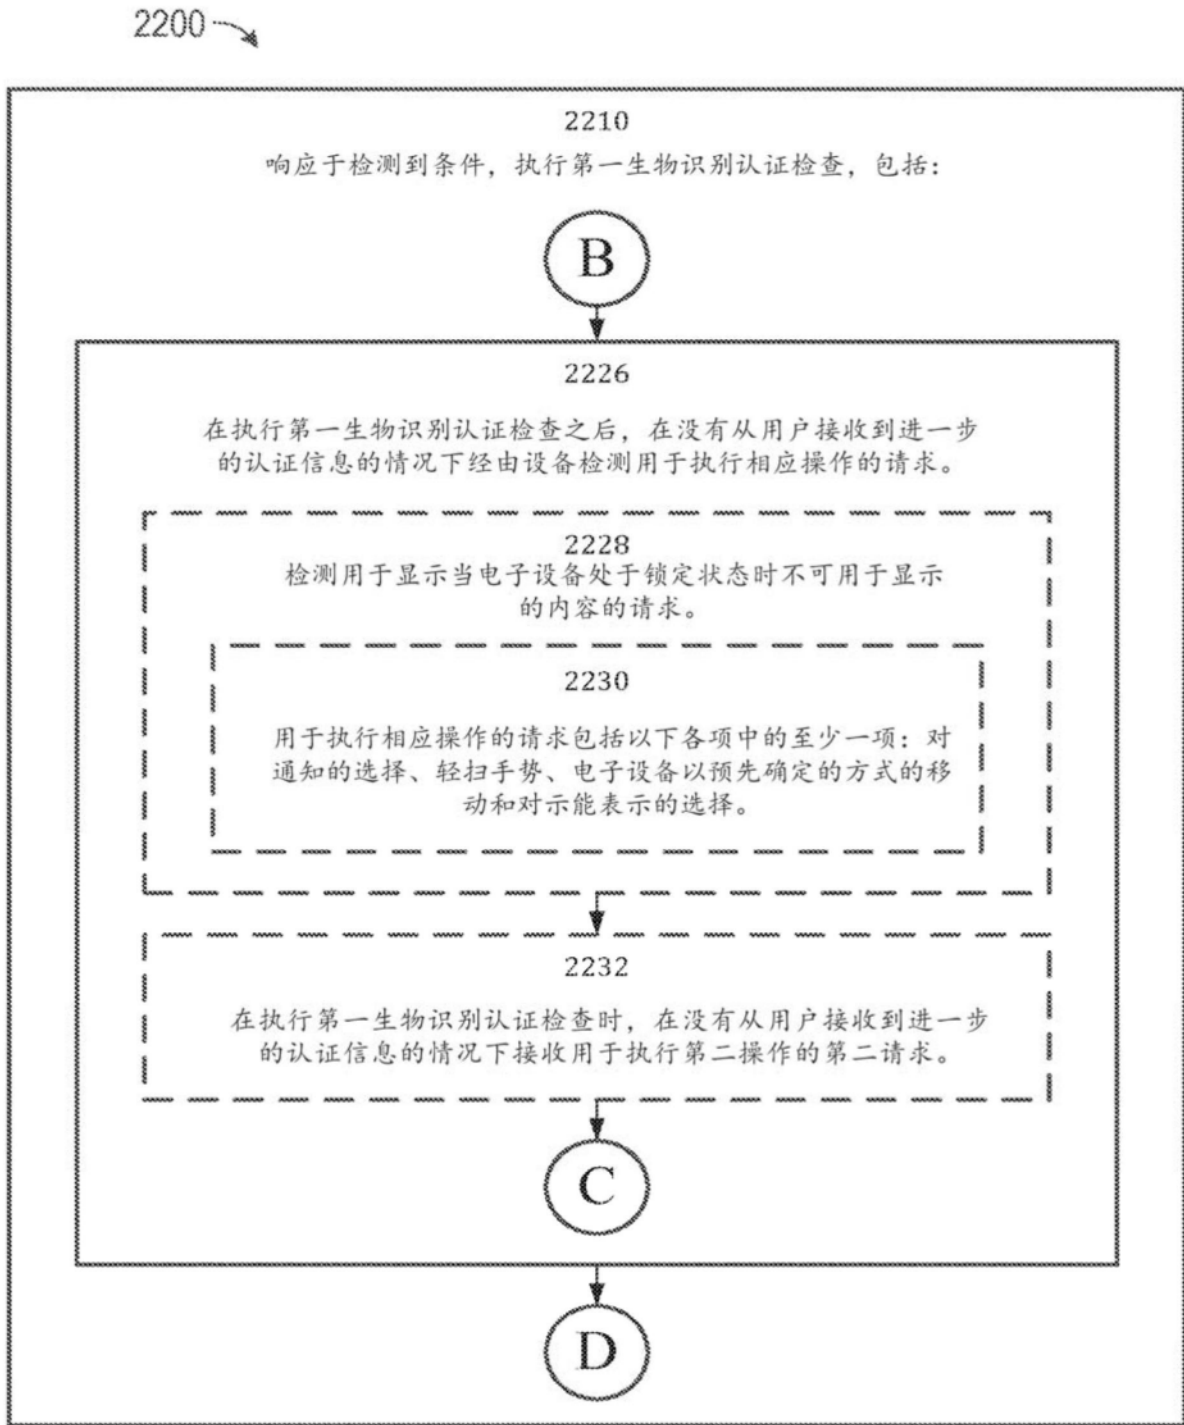 2200
2210
响应于检测到条件，执行第一生物识别认证检查，包括：
B
2226
在执行第一生物识别认证检查之后，在没有从用户接收到进一步
的认证信息的情况下经由设备检测用于执行相应操作的请求。
2228
检测用于显示当电子设备处于锁定状态时不可用于显示
的内容的请求。
2230
用于执行相应操作的请求包括以下各项中的至少一项：对
通知的选择、轻扫手势、电子设备以预先确定的方式的移
动和对示能表示的选择。
2232
在执行第一生物识别认证检查时，在没有从用户接收到进一步
的认证信息的情况下接收用于执行第二操作的第二请求。
C
D